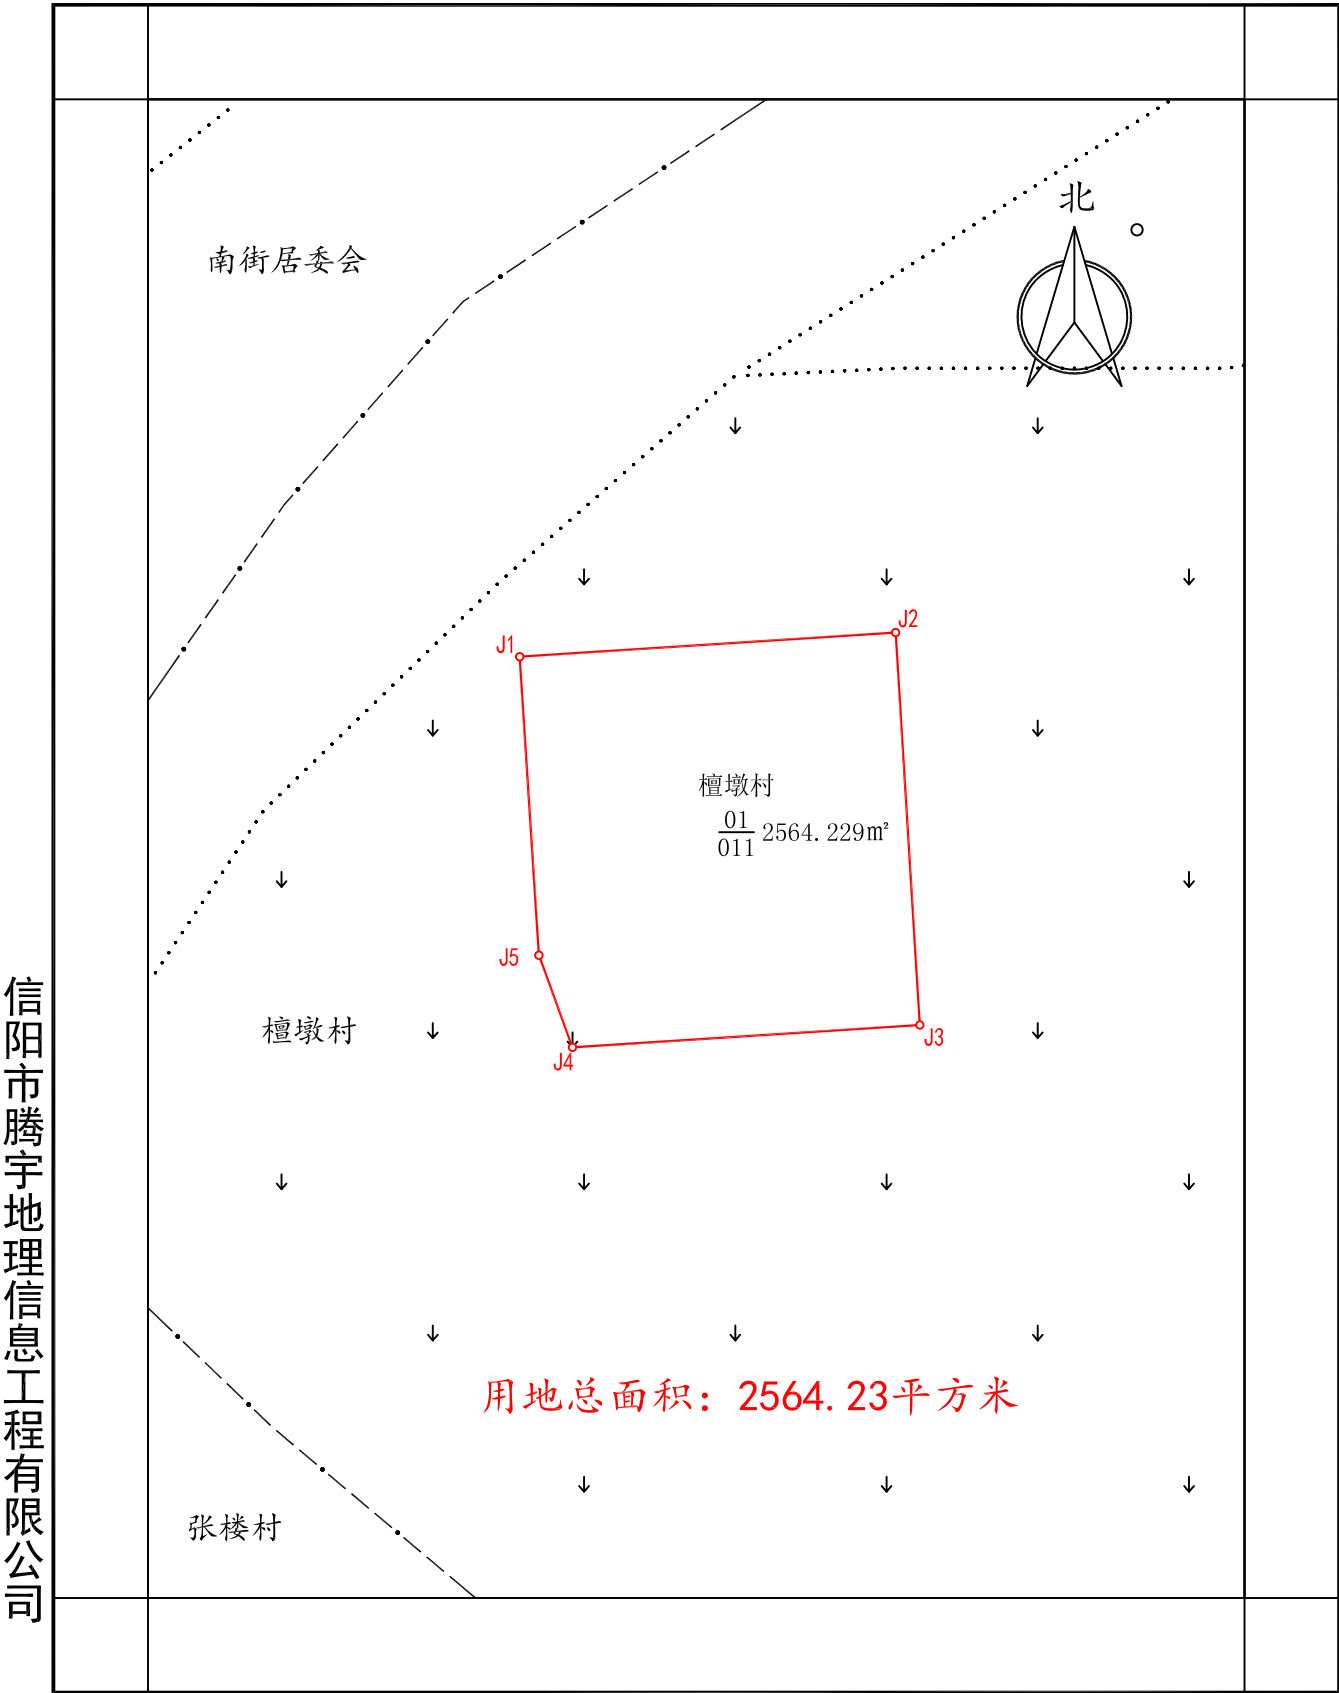 北
南街居委会
J1
J2
檀墩村
01
011
2564.229㎡
J5
J3
J4
檀墩村
用地总面积：2564.23平方米
张楼村
信阳市腾宇地理信息工程有限公司